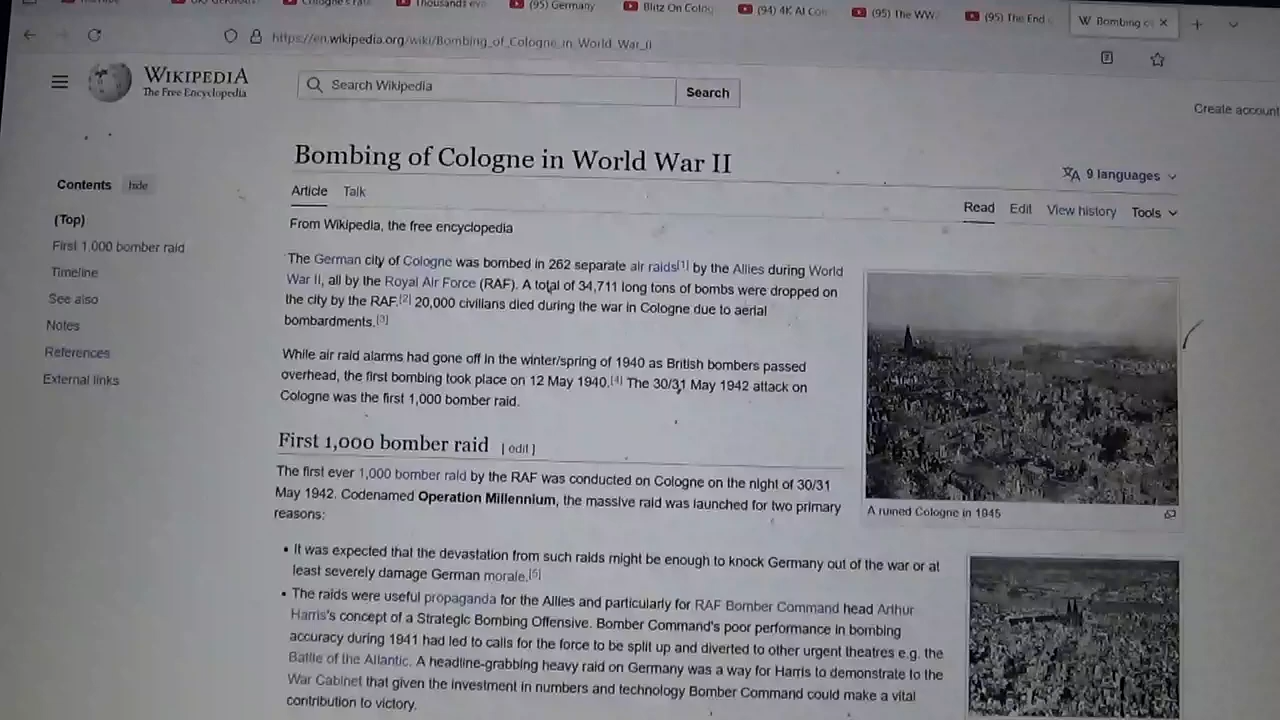 (95) Germany
Blitz On Colog
(95) The WW
(95) The End
W Bombing
https://en.wikipedia.org/wiki/Bombing_of_Cologne_in_World_War_II
WIKIPEDIA
The Free Encyclopedia
Search Wikipedia
Search
Create account
Bombing of Cologne in World War II
9 languages
Contents hide
Article Talk
Read Edit View history Tools
(Top)
First 1,000 bomber raid
Timeline
See also
Notes
References
External links
From Wikipedia, the free encyclopedia
The German city of Cologne was bombed in 262 separate air raids[1] by the Allies during World
War II, all by the Royal Air Force (RAF). A total of 34,711 long tons of bombs were dropped on
the city by the RAF.[2] 20,000 civilians died during the war in Cologne due to aerial
bombardments.[3]
While air raid alarms had gone off in the winter/spring of 1940 as British bombers passed
overhead, the first bombing took place on 12 May 1940.[4] The 30/31 May 1942 attack on
Cologne was the first 1,000 bomber raid.
First 1,000 bomber raid [ edit ]
The first ever 1,000 bomber raid by the RAF was conducted on Cologne on the night of 30/31
May 1942. Codenamed Operation Millennium, the massive raid was launched for two primary
reasons:
A ruined Cologne in 1945
• It was expected that the devastation from such raids might be enough to knock Germany out of the war or at
least severely damage German morale.[5]
• The raids were useful propaganda for the Allies and particularly for RAF Bomber Command head Arthur
Harris's concept of a Strategic Bombing Offensive. Bomber Command's poor performance in bombing
accuracy during 1941 had led to calls for the force to be split up and diverted to other urgent theatres e.g. the
Battle of the Atlantic. A headline-grabbing heavy raid on Germany was a way for Harris to demonstrate to the
War Cabinet that given the investment in numbers and technology Bomber Command could make a vital
contribution to victory.